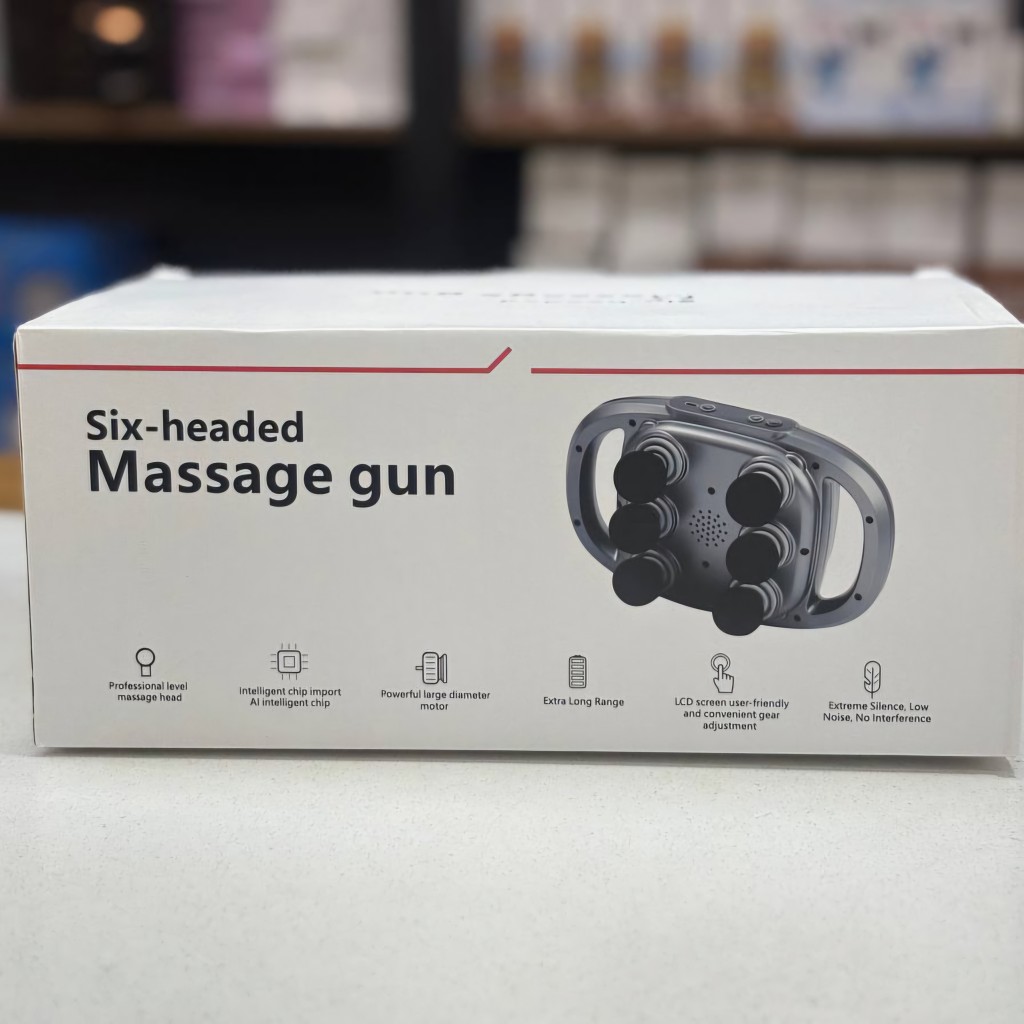 Six-headed
Massage gun
Professional level
massage head
Intelligent chip import
AI intelligent chip
Powerful large diameter
motor
Extra Long Range
LCD screen user-friendly
and convenient gear
adjustment
Extreme Silence, Low
Noise, No Interference